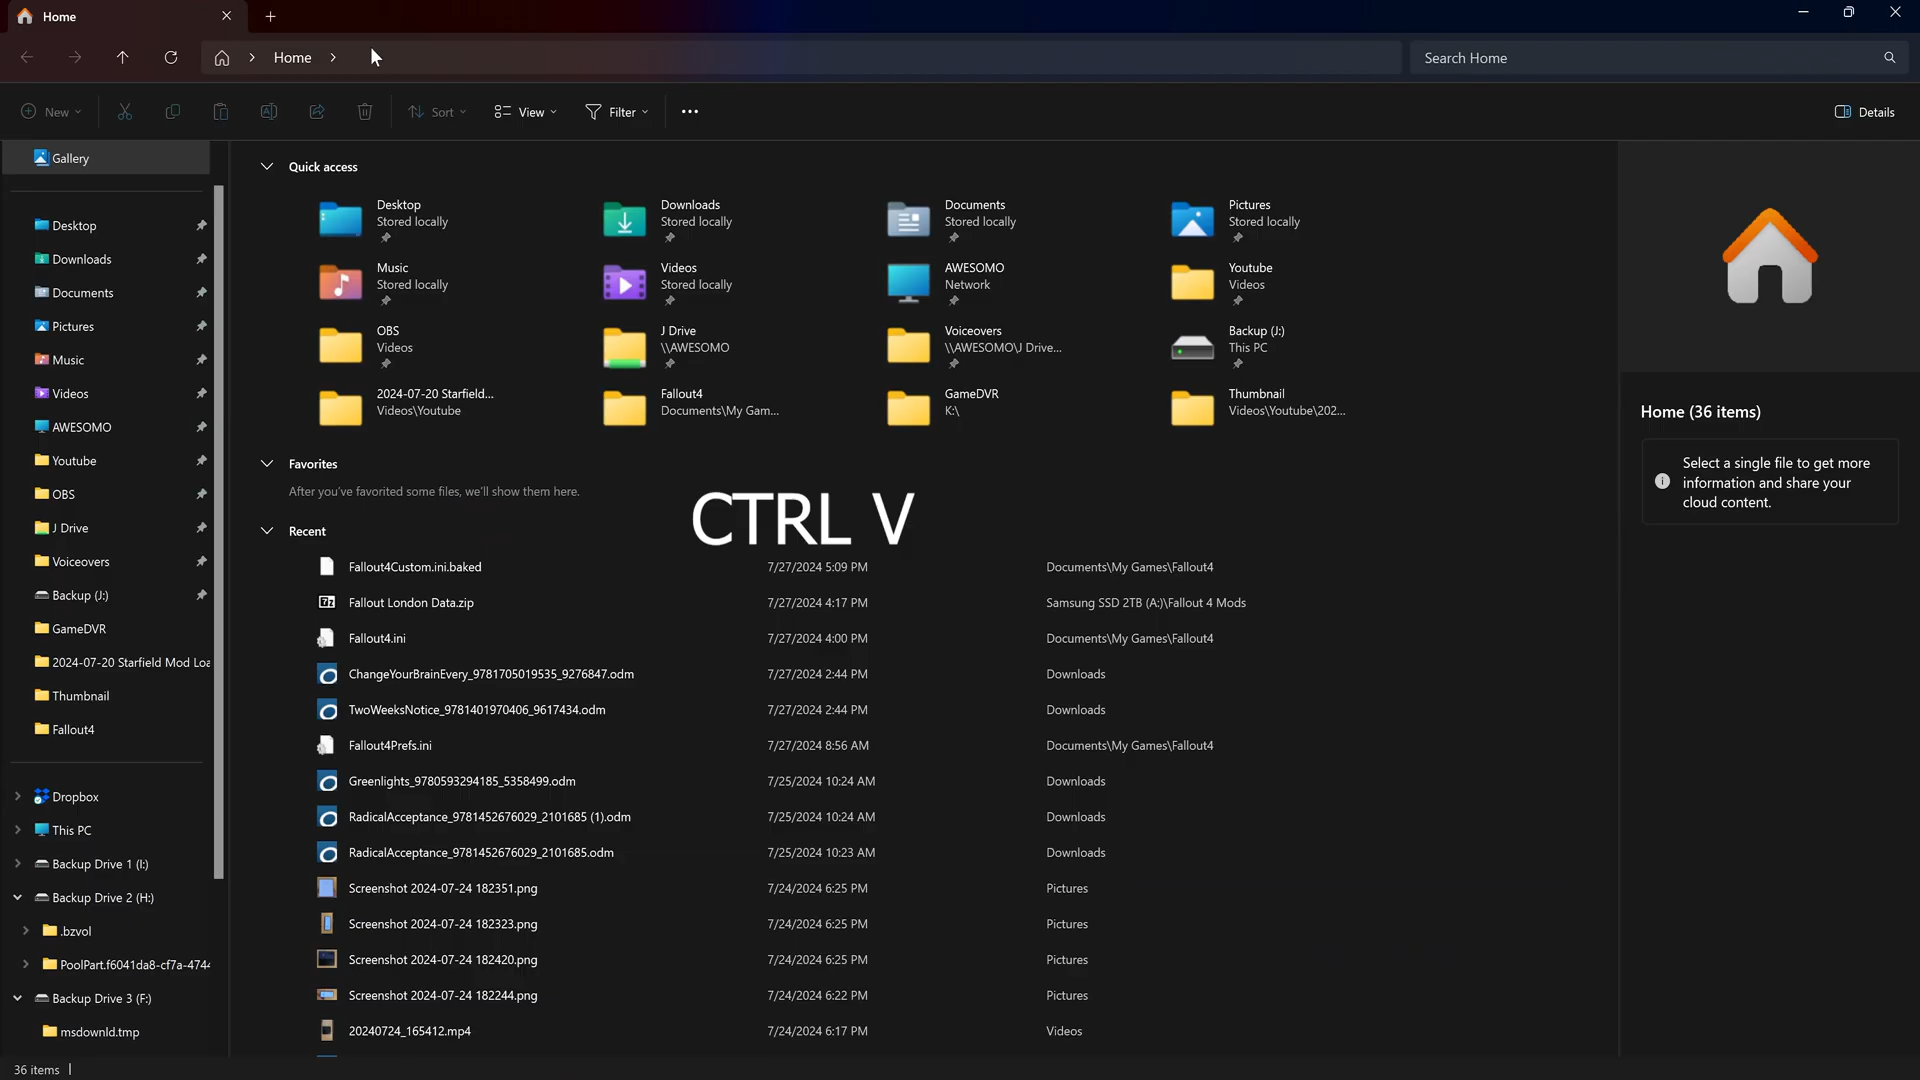 Home
Home
Search Home
New
Sort
View
Filter
Details
Gallery
Desktop
Downloads
Documents
Pictures
Music
Videos
AWESOMO
Youtube
OBS
J Drive
Voiceovers
Backup (J:)
GameDVR
2024-07-20 Starfield Mod Loa
Thumbnail
Fallout4
Dropbox
This PC
Backup Drive 1 (I:)
Backup Drive 2 (H:)
.bzvol
PoolPart.f6041da8-cf7a-4744
Backup Drive 3 (F:)
msdownld.tmp
Quick access
Desktop
Stored locally
Downloads
Stored locally
Documents
Stored locally
Pictures
Stored locally
Music
Stored locally
Videos
Stored locally
AWESOMO
Network
Youtube
Videos
OBS
Videos
J Drive
\\AWESOMO
Voiceovers
\\AWESOMO\J Drive...
Backup (J:)
This PC
2024-07-20 Starfield...
Videos\Youtube
Fallout4
Documents\My Gam...
GameDVR
K:\
Thumbnail
Videos\Youtube\202...
Favorites
After you've favorited some files, we'll show them here.
CTRL V
Recent
Fallout4Custom.ini.baked 7/27/2024 5:09 PM Documents\My Games\Fallout4
Fallout London Data.zip 7/27/2024 4:17 PM Samsung SSD 2TB (A:)\Fallout 4 Mods
Fallout4.ini 7/27/2024 4:00 PM Documents\My Games\Fallout4
ChangeYourBrainEvery_9781705019535_9276847.odm 7/27/2024 2:44 PM Downloads
TwoWeeksNotice_9781401970406_9617434.odm 7/27/2024 2:44 PM Downloads
Fallout4Prefs.ini 7/27/2024 8:56 AM Documents\My Games\Fallout4
Greenlights_9780593294185_5358499.odm 7/25/2024 10:24 AM Downloads
RadicalAcceptance_9781452676029_2101685 (1).odm 7/25/2024 10:24 AM Downloads
RadicalAcceptance_9781452676029_2101685.odm 7/25/2024 10:23 AM Downloads
Screenshot 2024-07-24 182351.png 7/24/2024 6:25 PM Pictures
Screenshot 2024-07-24 182323.png 7/24/2024 6:25 PM Pictures
Screenshot 2024-07-24 182420.png 7/24/2024 6:25 PM Pictures
Screenshot 2024-07-24 182244.png 7/24/2024 6:22 PM Pictures
20240724_165412.mp4 7/24/2024 6:17 PM Videos
Home (36 items)
Select a single file to get more
information and share your
cloud content.
36 items